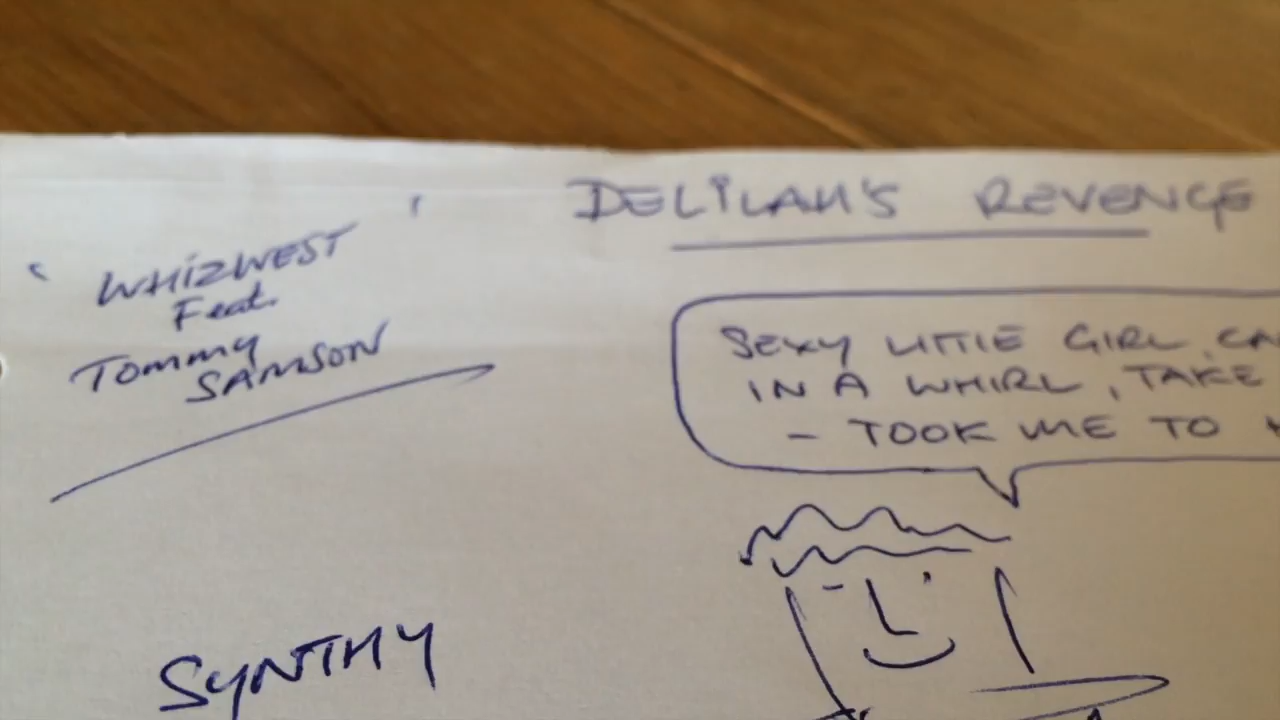 DELILAH'S REVENGE
'WHIZWEST'
Feat.
TOMMY
SAMSON
SEXY LITTLE GIRL,
IN A WHIRL, TAKE
- TOOK ME TO
SYNTHY